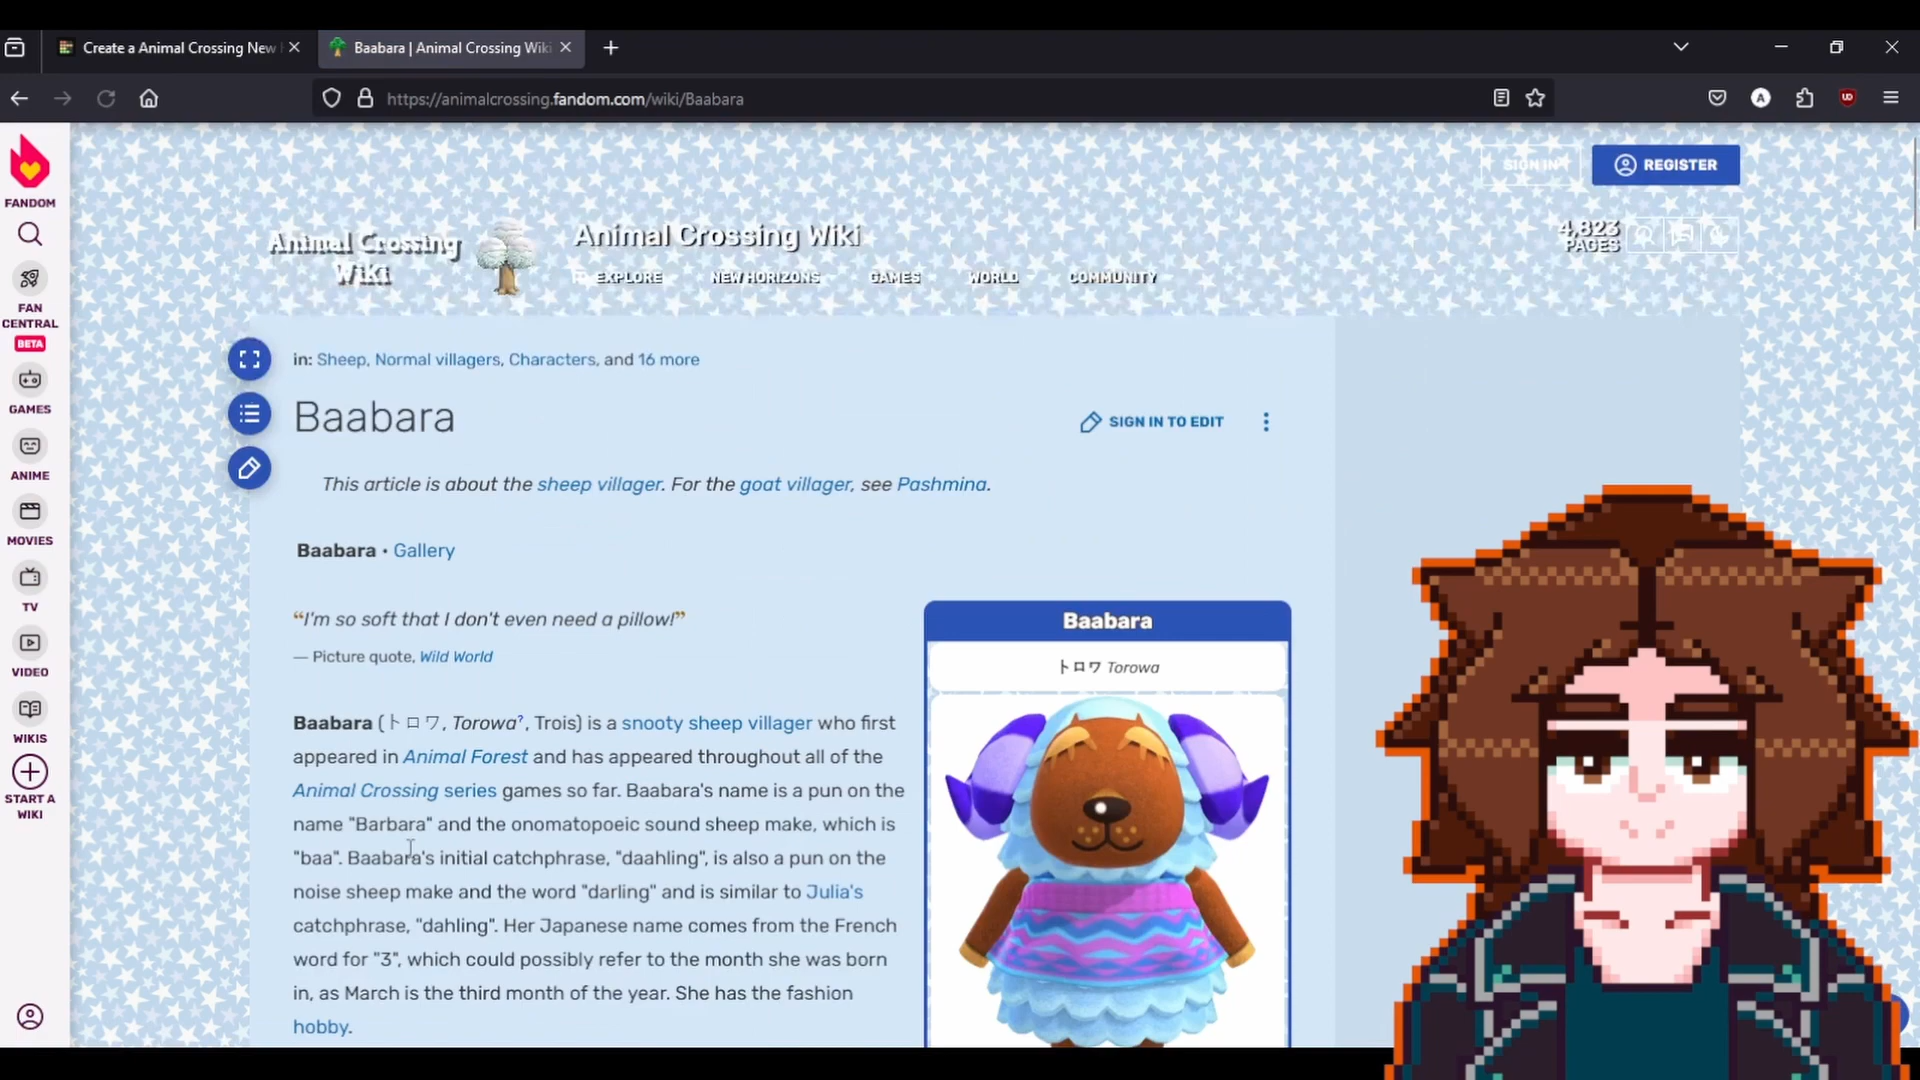 Create a Animal Crossing New
Baabara | Animal Crossing Wiki
https://animalcrossing.fandom.com/wiki/Baabara
A
UD
FANDOM
FAN
CENTRAL
BETA
GAMES
ANIME
MOVIES
TV
VIDEO
WIKIS
START A
WIKI
SIGN IN
REGISTER
Animal Crossing
Wiki
Animal Crossing Wiki
4,823
PAGES
EXPLORE
NEW HORIZONS
GAMES
WORLD
COMMUNITY
in: Sheep, Normal villagers, Characters, and 16 more
Baabara
SIGN IN TO EDIT
This article is about the sheep villager. For the goat villager, see Pashmina.
Baabara • Gallery
“I'm so soft that I don't even need a pillow!”
— Picture quote, Wild World
Baabara (トロワ, Torowa?, Trois) is a snooty sheep villager who first
appeared in Animal Forest and has appeared throughout all of the
Animal Crossing series games so far. Baabara's name is a pun on the
name "Barbara" and the onomatopoeic sound sheep make, which is
"baa". Baabara's initial catchphrase, "daahling", is also a pun on the
noise sheep make and the word "darling" and is similar to Julia's
catchphrase, "dahling". Her Japanese name comes from the French
word for "3", which could possibly refer to the month she was born
in, as March is the third month of the year. She has the fashion
hobby.
Baabara
トロワ Torowa